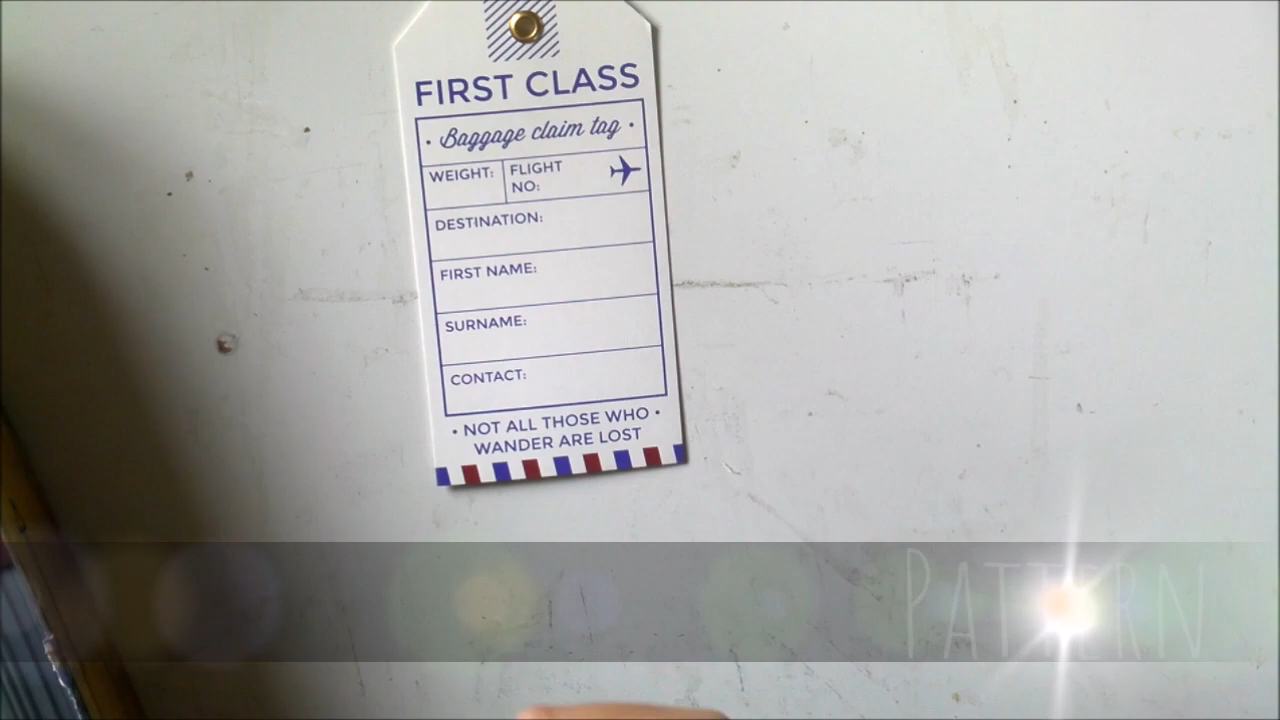 FIRST CLASS
• Baggage claim tag •
WEIGHT: FLIGHT
NO:
DESTINATION:
FIRST NAME:
SURNAME:
CONTACT:
• NOT ALL THOSE WHO •
WANDER ARE LOST
PATTERN